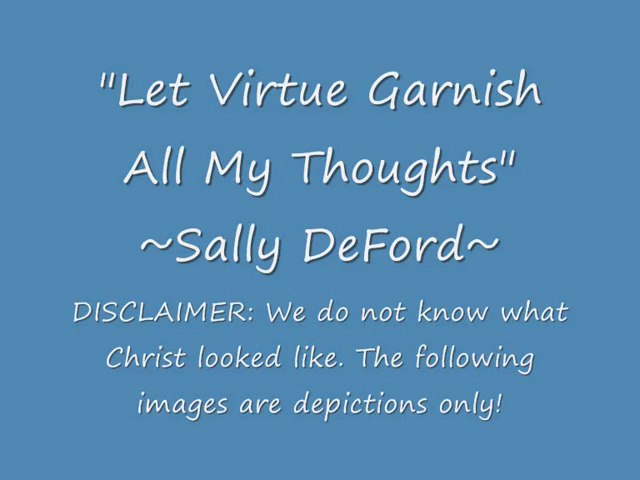 "Let Virtue Garnish
All My Thoughts"
~Sally DeFord~
DISCLAIMER: We do not know what
Christ looked like. The following
images are depictions only!